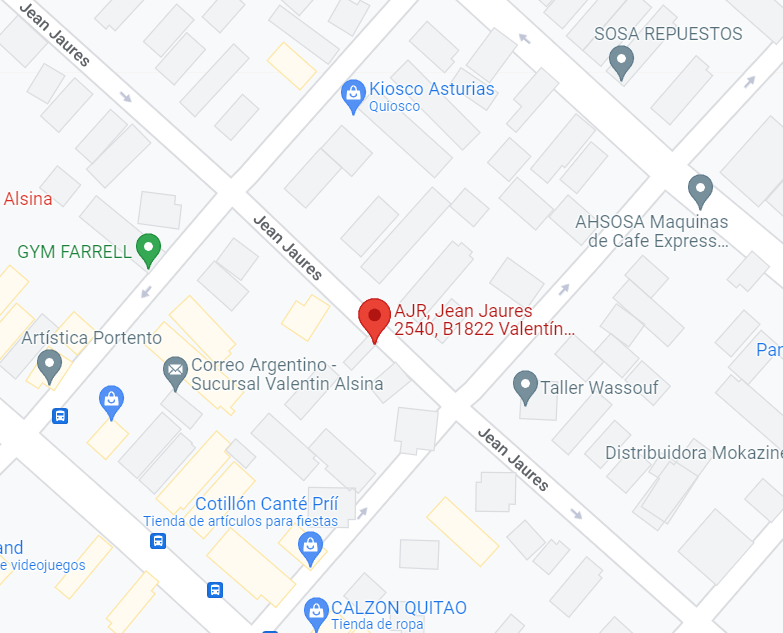 Jean Jaures
SOSA REPUESTOS
Kiosco Asturias
Quiosco
Alsina
AHSOSA Maquinas
de Cafe Express...
GYM FARRELL
Jean Jaures
AJR, Jean Jaures
2540, B1822 Valentín...
Artística Portento
Pan
Correo Argentino -
Sucursal Valentin Alsina
Taller Wassouf
Jean Jaures
Distribuidora Mokazine
Cotillón Canté Príí
Tienda de artículos para fiestas
and
e videojuegos
CALZON QUITAO
Tienda de ropa